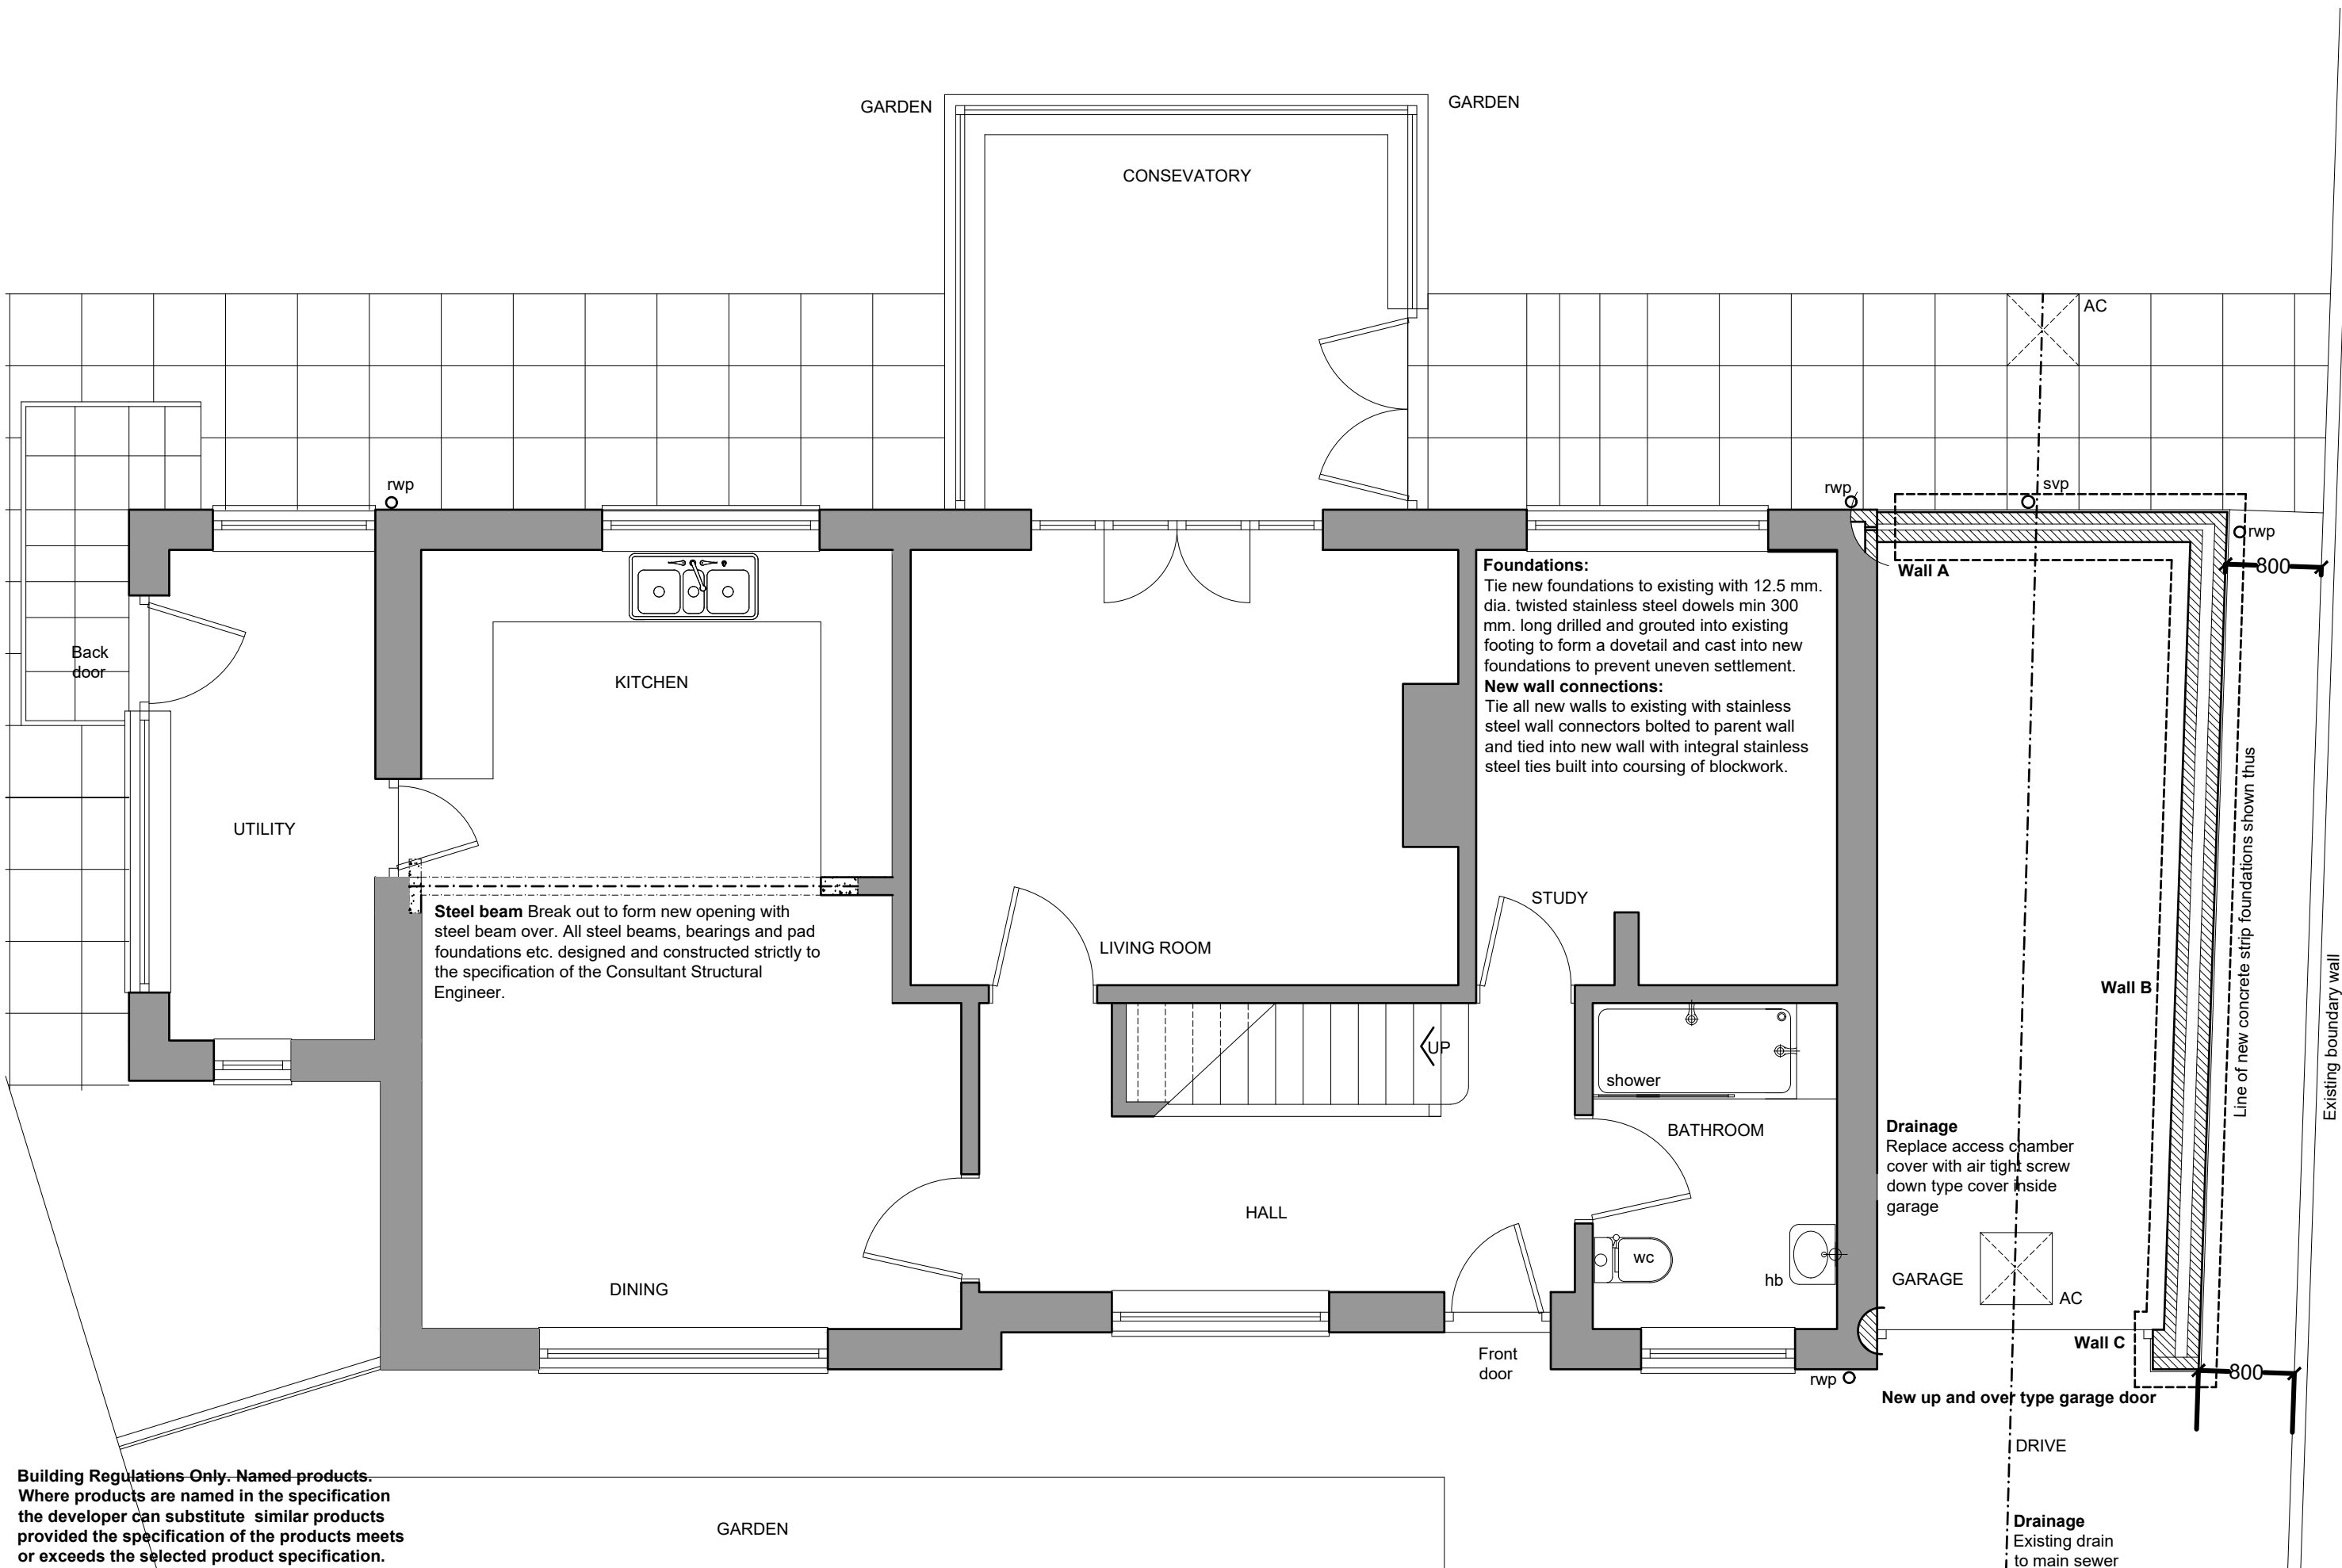 GARDEN
GARDEN
CONSEVATORY
AC
rwp
rwp
svp
rwp
Wall A
800
Foundations:
Tie new foundations to existing with 12.5 mm.
dia. twisted stainless steel dowels min 300
mm. long drilled and grouted into existing
footing to form a dovetail and cast into new
foundations to prevent uneven settlement.
New wall connections:
Tie all new walls to existing with stainless
steel wall connectors bolted to parent wall
and tied into new wall with integral stainless
steel ties built into coursing of blockwork.
Back
door
KITCHEN
UTILITY
Steel beam Break out to form new opening with
steel beam over. All steel beams, bearings and pad
foundations etc. designed and constructed strictly to
the specification of the Consultant Structural
Engineer.
LIVING ROOM
STUDY
Wall B
Line of new concrete strip foundations shown thus
Existing boundary wall
UP
shower
BATHROOM
Drainage
Replace access chamber
cover with air tight screw
down type cover inside
garage
HALL
wc
hb
GARAGE
AC
DINING
Wall C
Front
door
rwp
800
New up and over type garage door
DRIVE
Building Regulations Only. Named products.
Where products are named in the specification
the developer can substitute similar products
provided the specification of the products meets
or exceeds the selected product specification.
GARDEN
Drainage
Existing drain
to main sewer